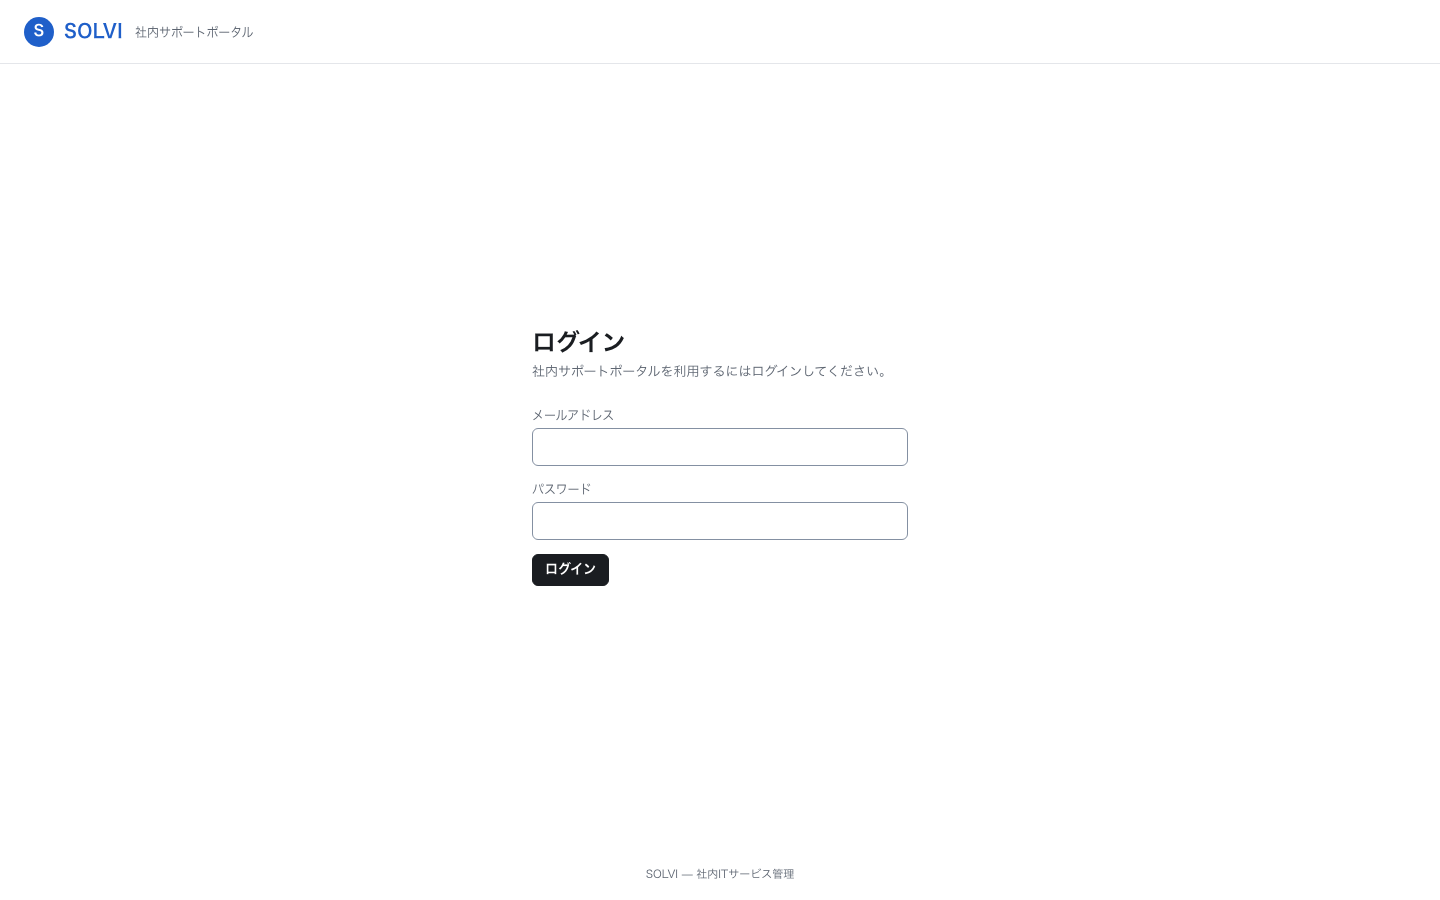 S SOLVI 社内サポートポータル
ログイン
社内サポートポータルを利用するにはログインしてください。
メールアドレス
パスワード
ログイン
SOLVI — 社内ITサービス管理